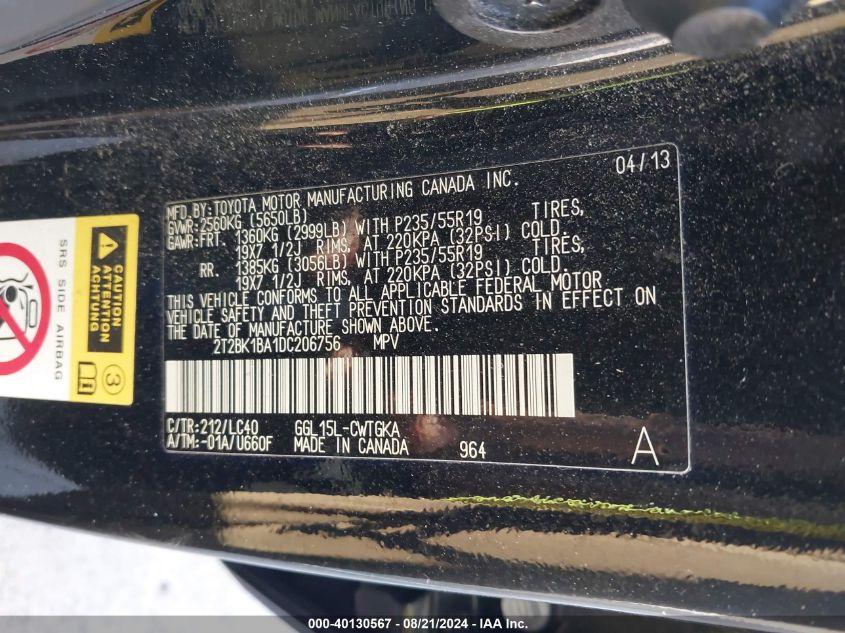 04/13
MFD.BY:TOYOTA MOTOR MANUFACTURING CANADA INC.
GVWR:2560KG (5650LB)
GAWR:FRT. 1360KG (2999LB) WITH P235/55R19 TIRES,
19X7 1/2J RIMS, AT 220KPA (32PSI) COLD.
RR. 1385KG (3056LB) WITH P235/55R19 TIRES,
19X7 1/2J RIMS, AT 220KPA (32PSI) COLD.
THIS VEHICLE CONFORMS TO ALL APPLICABLE FEDERAL MOTOR
VEHICLE SAFETY AND THEFT PREVENTION STANDARDS IN EFFECT ON
THE DATE OF MANUFACTURE SHOWN ABOVE.
2T2BK1BA1DC206756 MPV
C/TR:212/LC40 GGL15L-CWTGKA
A/TM:-01A/U660F MADE IN CANADA 964 A
SRS SIDE AIRBAG
CAUTION
ATTENTION
ACHTUNG
3
000-40130567 - 08/21/2024 - IAA Inc.